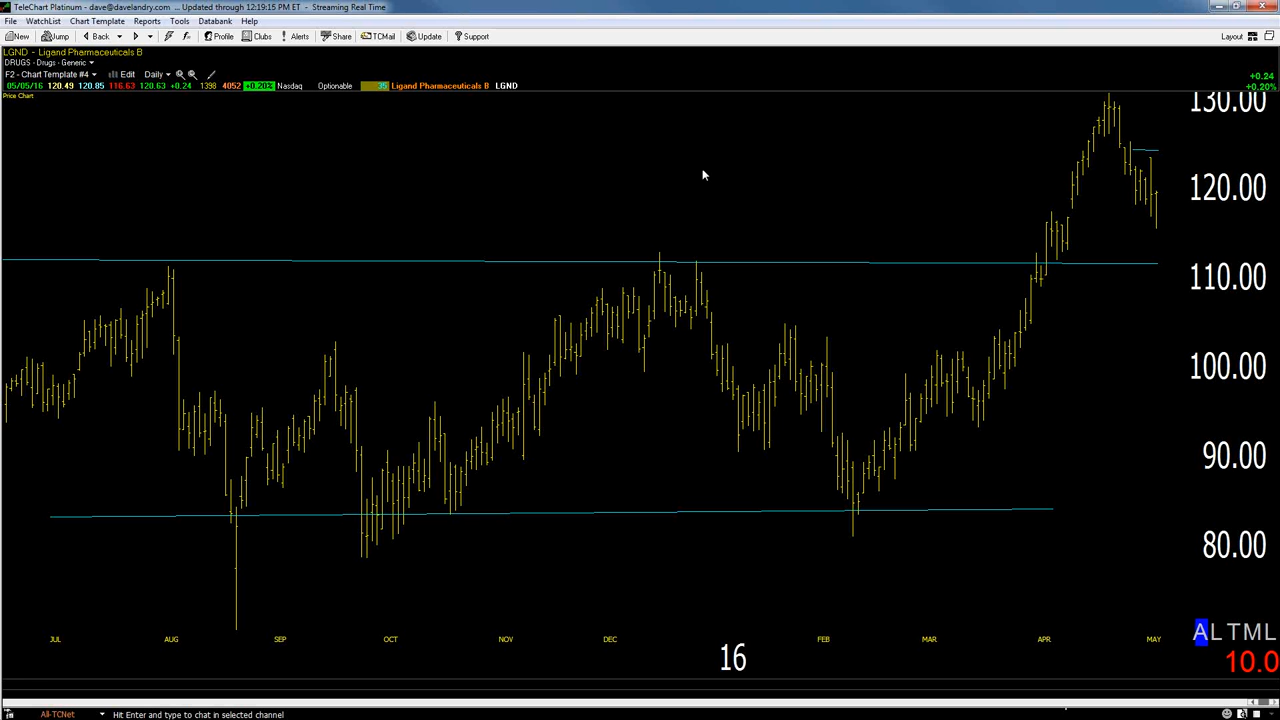 TeleChart Platinum - dave@davelandry.com ... Updated through 12:19:15 PM ET - Streaming Real Time
File WatchList Chart Template Reports Tools Databank Help
New Jump Back Profile Clubs Alerts Share TCMail Update Support Layout
LGND - Ligand Pharmaceuticals B
DRUGS - Drugs - Generic
F2 - Chart Template #4 Edit Daily +0.24
05/05/16 120.49 120.85 116.63 120.63 +0.24 1398 4052 +0.20% Nasdaq Optionable 35 Ligand Pharmaceuticals B LGND +0.20%
Price Chart
130.00
120.00
110.00
100.00
90.00
80.00
JUL AUG SEP OCT NOV DEC 16 FEB MAR APR MAY
A L T M L
10.0
All-TCNet Hit Enter and type to chat in selected channel